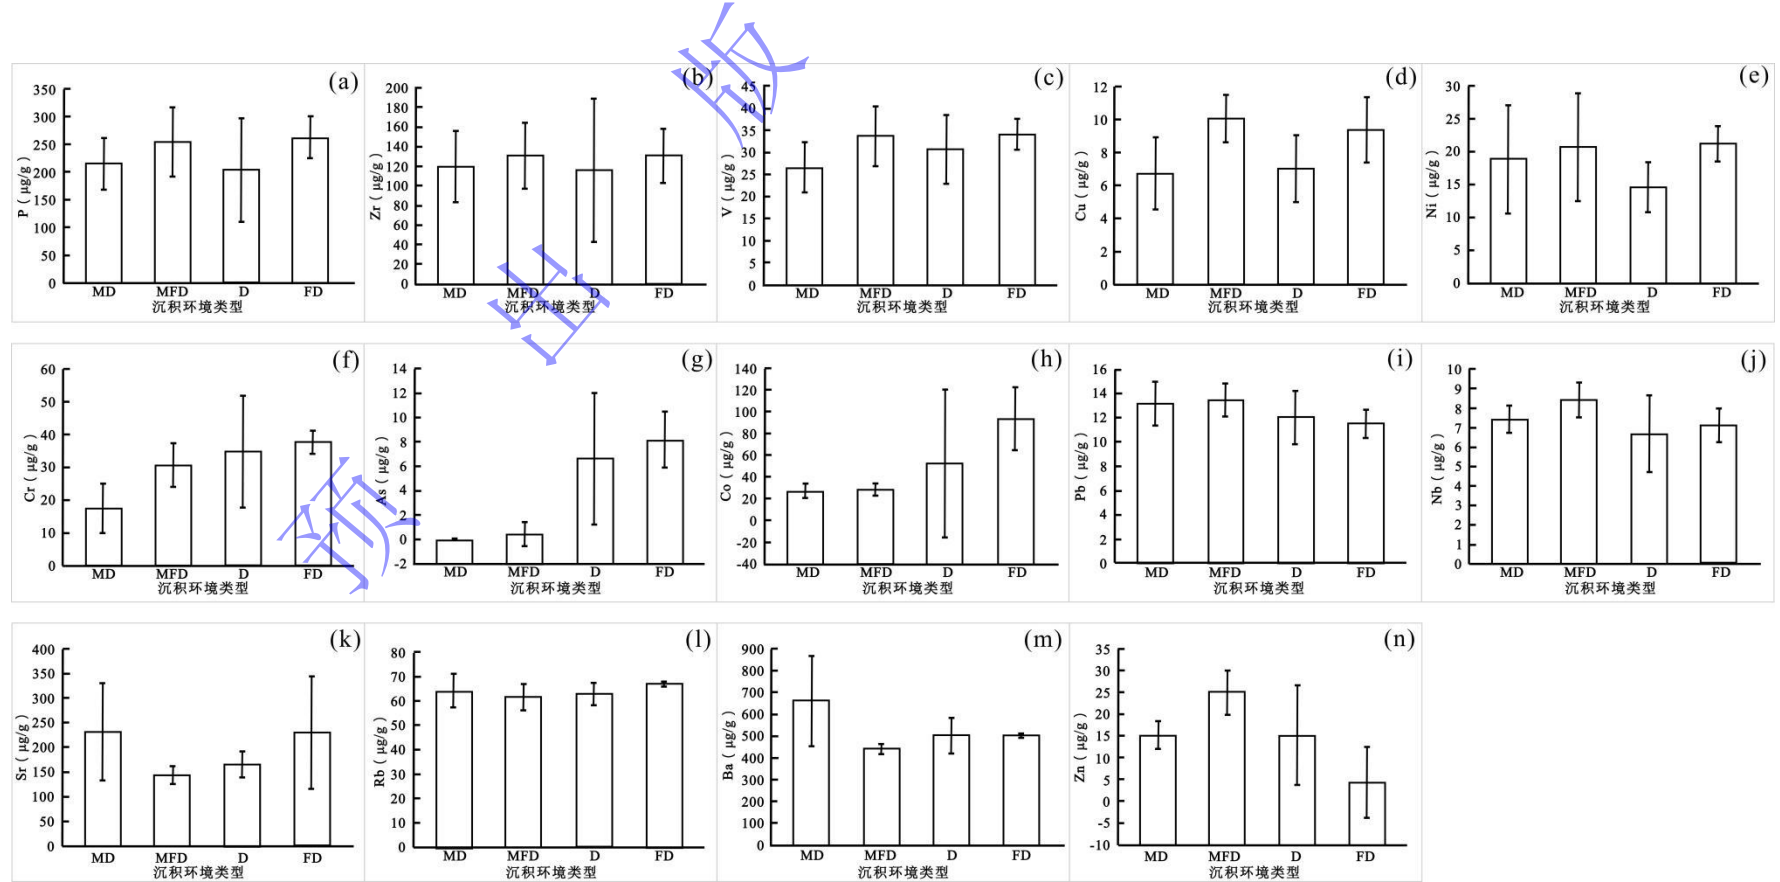 (a)
P ( μg/g )
350
300
250
200
150
100
50
0
MD MFD D FD
沉积环境类型
(b)
Zr ( μg/g )
200
180
160
140
120
100
80
60
40
20
0
MD MFD D FD
沉积环境类型
(c)
V ( μg/g )
45
40
35
30
25
20
15
10
5
0
MD MFD D FD
沉积环境类型
(d)
Cu ( μg/g )
12
10
8
6
4
2
0
MD MFD D FD
沉积环境类型
(e)
Ni ( μg/g )
30
25
20
15
10
5
0
MD MFD D FD
沉积环境类型
(f)
Cr ( μg/g )
60
50
40
30
20
10
0
MD MFD D FD
沉积环境类型
(g)
As ( μg/g )
14
12
10
8
6
4
2
0
-2
MD MFD D FD
沉积环境类型
(h)
Co ( μg/g )
140
120
100
80
60
40
20
0
-20
-40
MD MFD D FD
沉积环境类型
(i)
Pb ( μg/g )
16
14
12
10
8
6
4
2
0
MD MFD D FD
沉积环境类型
(j)
Nb ( μg/g )
10
9
8
7
6
5
4
3
2
1
0
MD MFD D FD
沉积环境类型
(k)
Sr ( μg/g )
400
350
300
250
200
150
100
50
0
MD MFD D FD
沉积环境类型
(l)
Rb ( μg/g )
80
70
60
50
40
30
20
10
0
MD MFD D FD
沉积环境类型
(m)
Ba ( μg/g )
900
800
700
600
500
400
300
200
100
0
MD MFD D FD
沉积环境类型
(n)
Zn ( μg/g )
35
30
25
20
15
10
5
0
-5
-10
MD MFD D FD
沉积环境类型
预出版